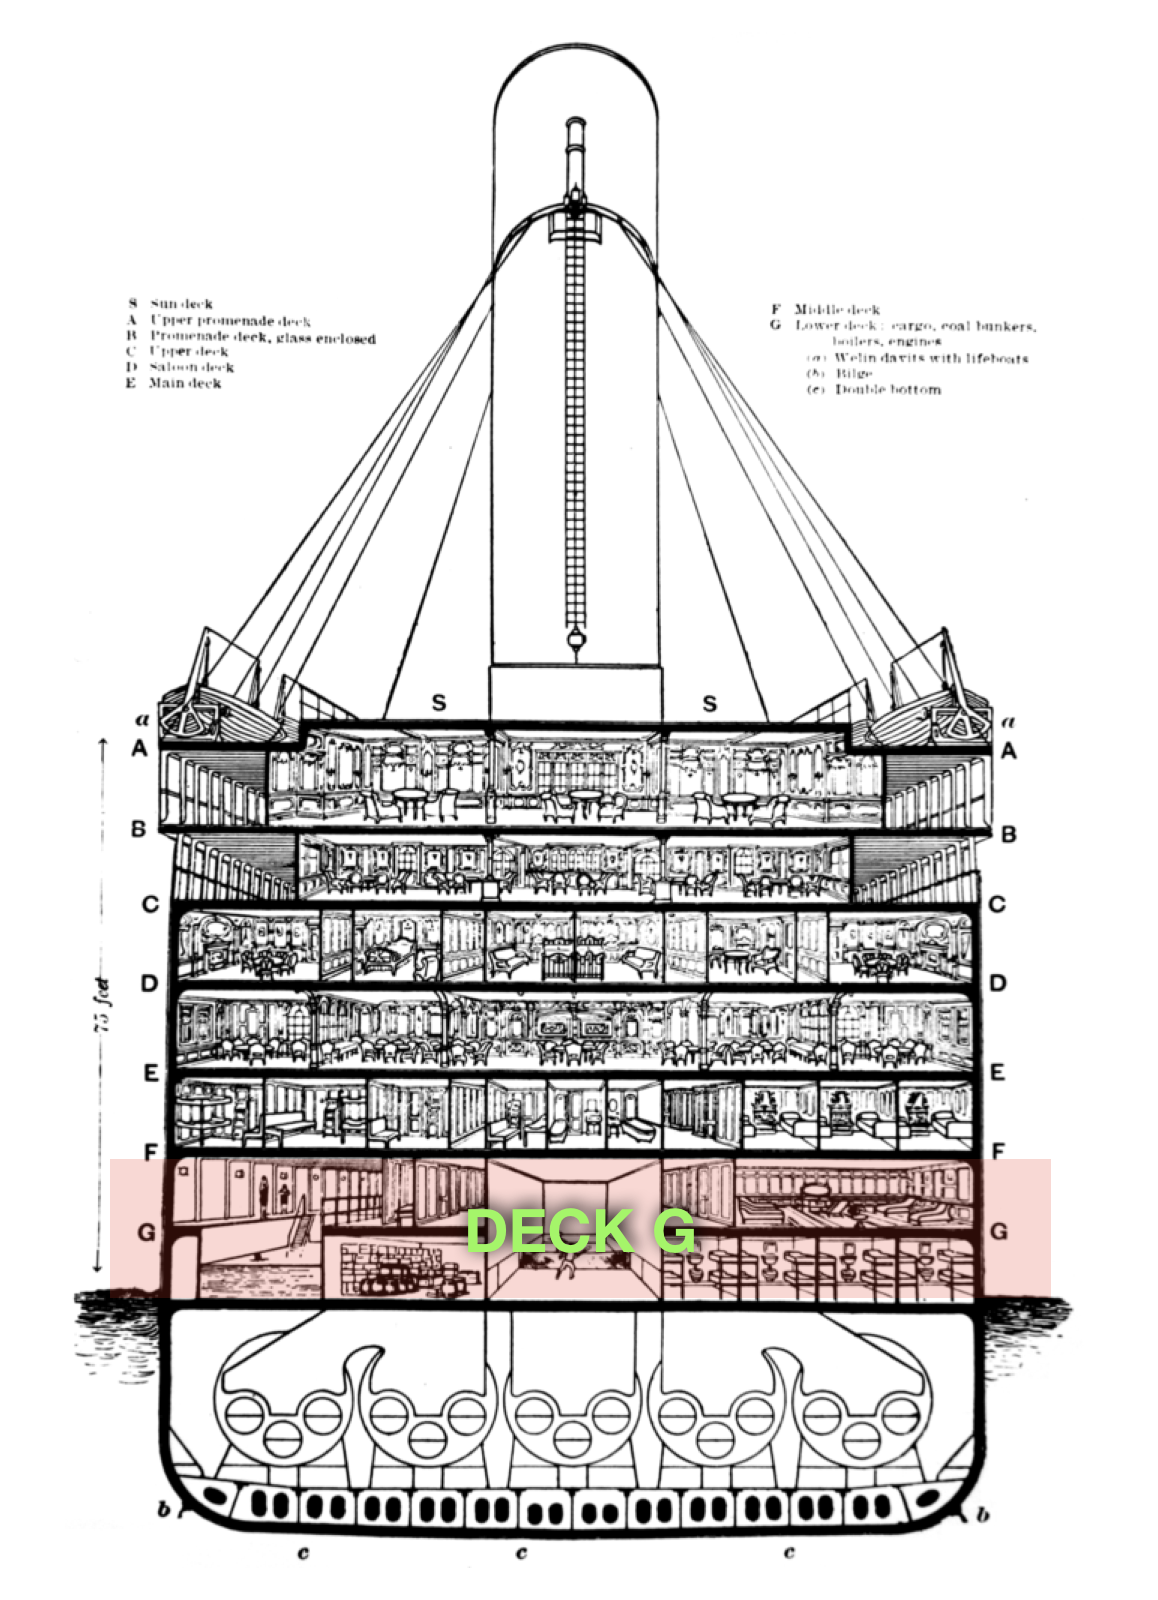 S Sun deck
A Upper promenade deck
B Promenade deck, glass enclosed
C Upper deck
D Saloon deck
E Main deck
F Middle deck
G Lower deck: cargo, coal bunkers,
boilers, engines
(a) Welin davits with lifeboats
(b) Bilge
(c) Double bottom
S S
a a
A A
B B
C C
D D
75 feet
E E
F F
DECK G
G G
b b
c c c